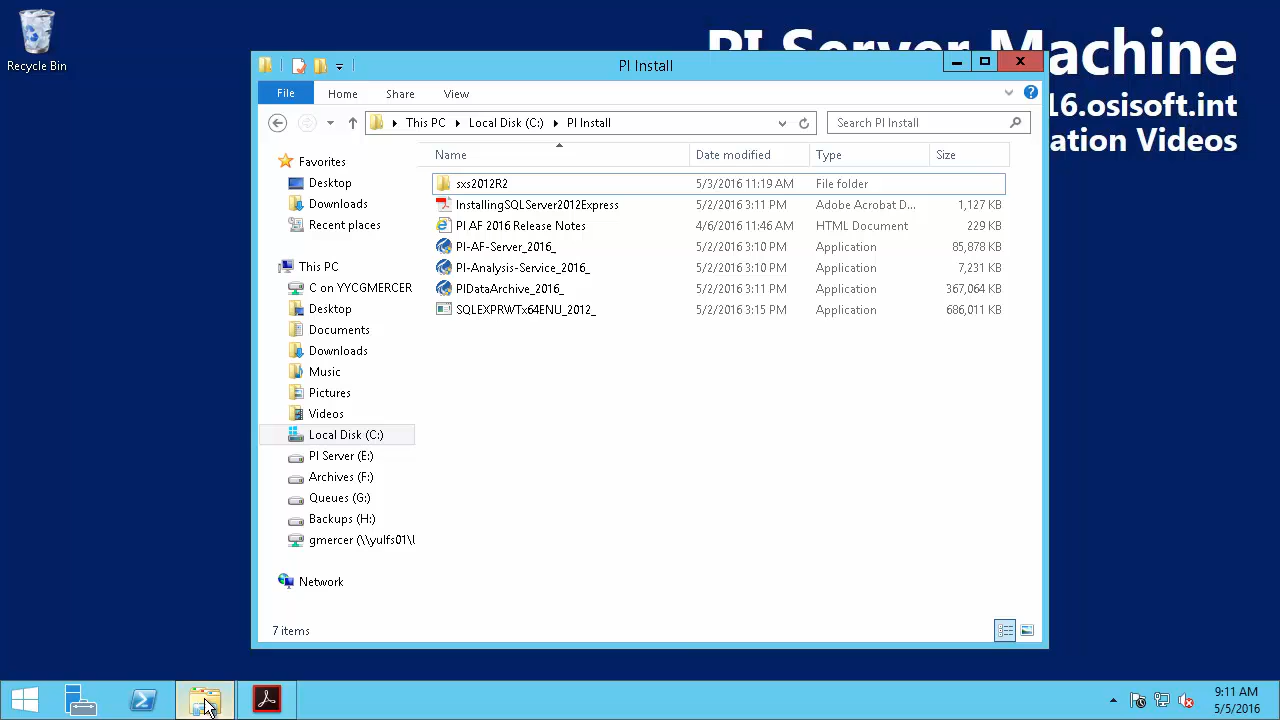 Recycle Bin
PI Server Machine
16.osisoft.int
ation Videos
PI Install
File Home Share View
This PC Local Disk (C:) PI Install
Search PI Install
Name Date modified Type Size
Favorites
Desktop
Downloads
Recent places
This PC
C on YYCGMERCER
Desktop
Documents
Downloads
Music
Pictures
Videos
Local Disk (C:)
PI Server (E:)
Archives (F:)
Queues (G:)
Backups (H:)
gmercer (\\yulfs01\
Network
sxs2012R2 5/3/2016 11:19 AM File folder
InstallingSQLServer2012Express 5/2/2016 3:11 PM Adobe Acrobat D... 1,127 KB
PI AF 2016 Release Notes 4/6/2016 11:46 AM HTML Document 229 KB
PI-AF-Server_2016_ 5/2/2016 3:10 PM Application 85,878 KB
PI-Analysis-Service_2016_ 5/2/2016 3:10 PM Application 7,231 KB
PIDataArchive_2016_ 5/2/2016 3:11 PM Application 367,064 KB
SQLEXPRWTx64ENU_2012_ 5/2/2016 3:15 PM Application 686,011 KB
7 items
9:11 AM
5/5/2016